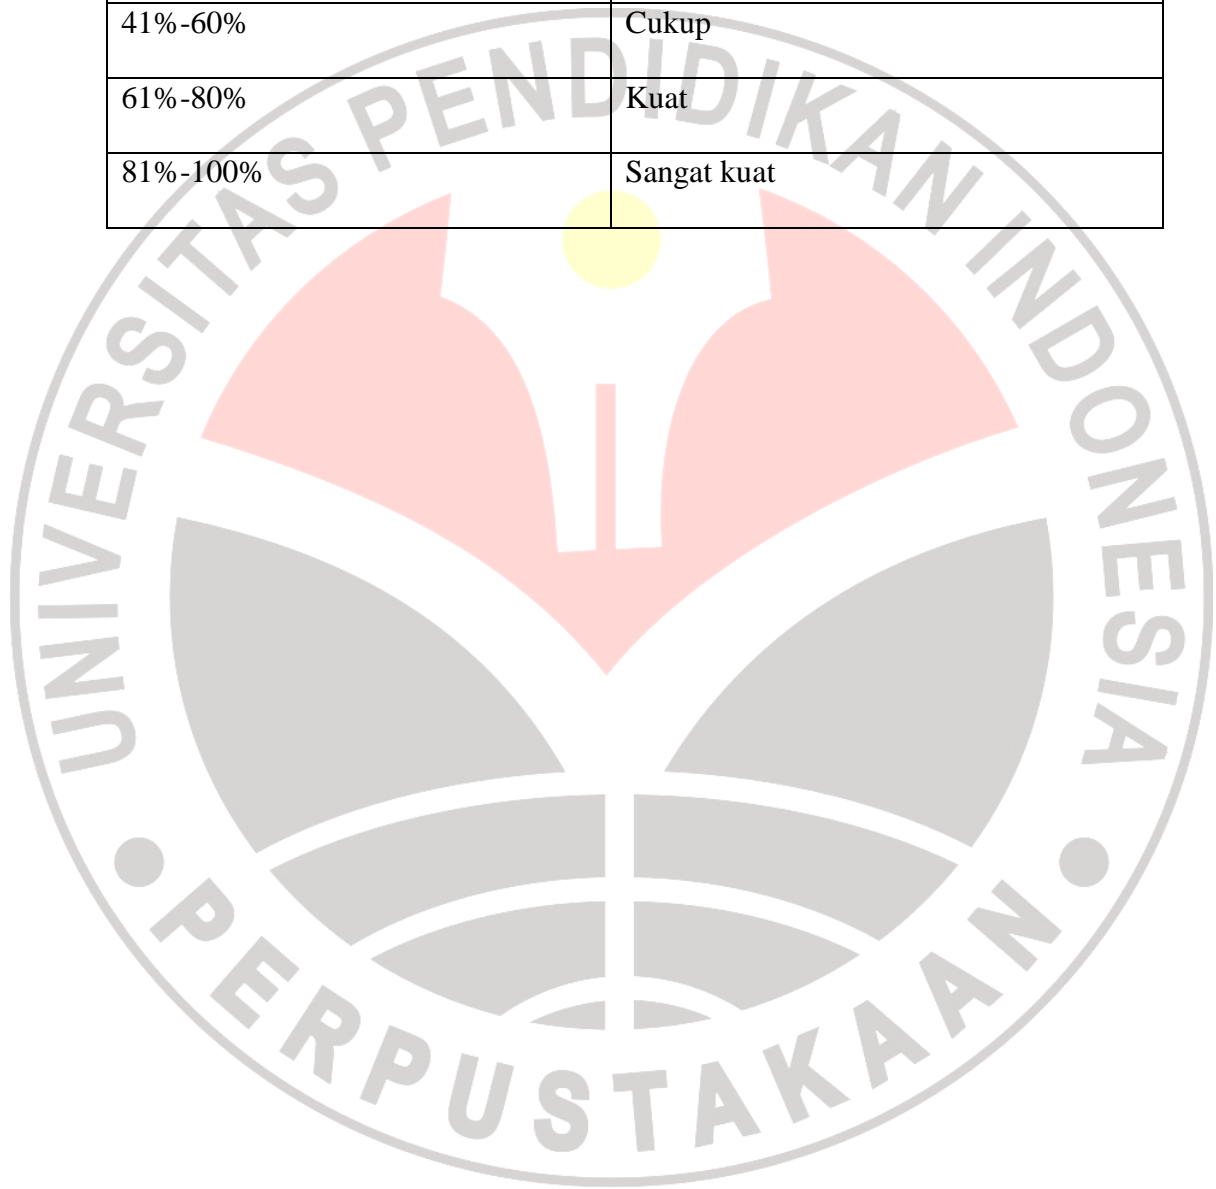 41%-60% Cukup
61%-80% Kuat
81%-100% Sangat kuat
UNIVERSITAS PENDIDIKAN INDONESIA
PERPUSTAKAAN